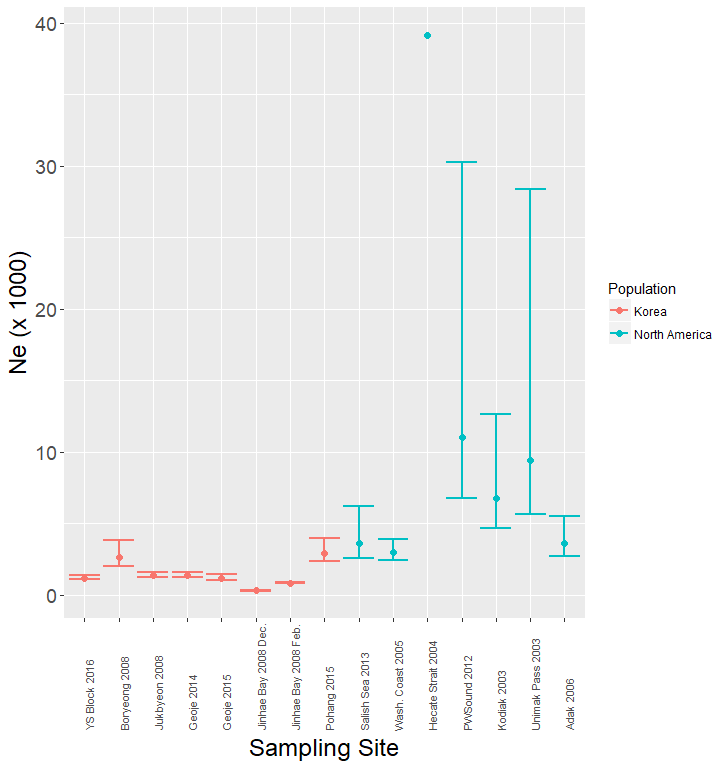 40
30
20
10
0
Ne (x 1000)
YS Block 2016
Boryeong 2008
Jukbyeon 2008
Geoje 2014
Geoje 2015
Jinhae Bay 2008 Dec.
Jinhae Bay 2008 Feb.
Pohang 2015
Salish Sea 2013
Wash. Coast 2005
Hecate Strait 2004
PWSound 2012
Kodiak 2003
Unimak Pass 2003
Adak 2006
Sampling Site
Population
Korea
North America